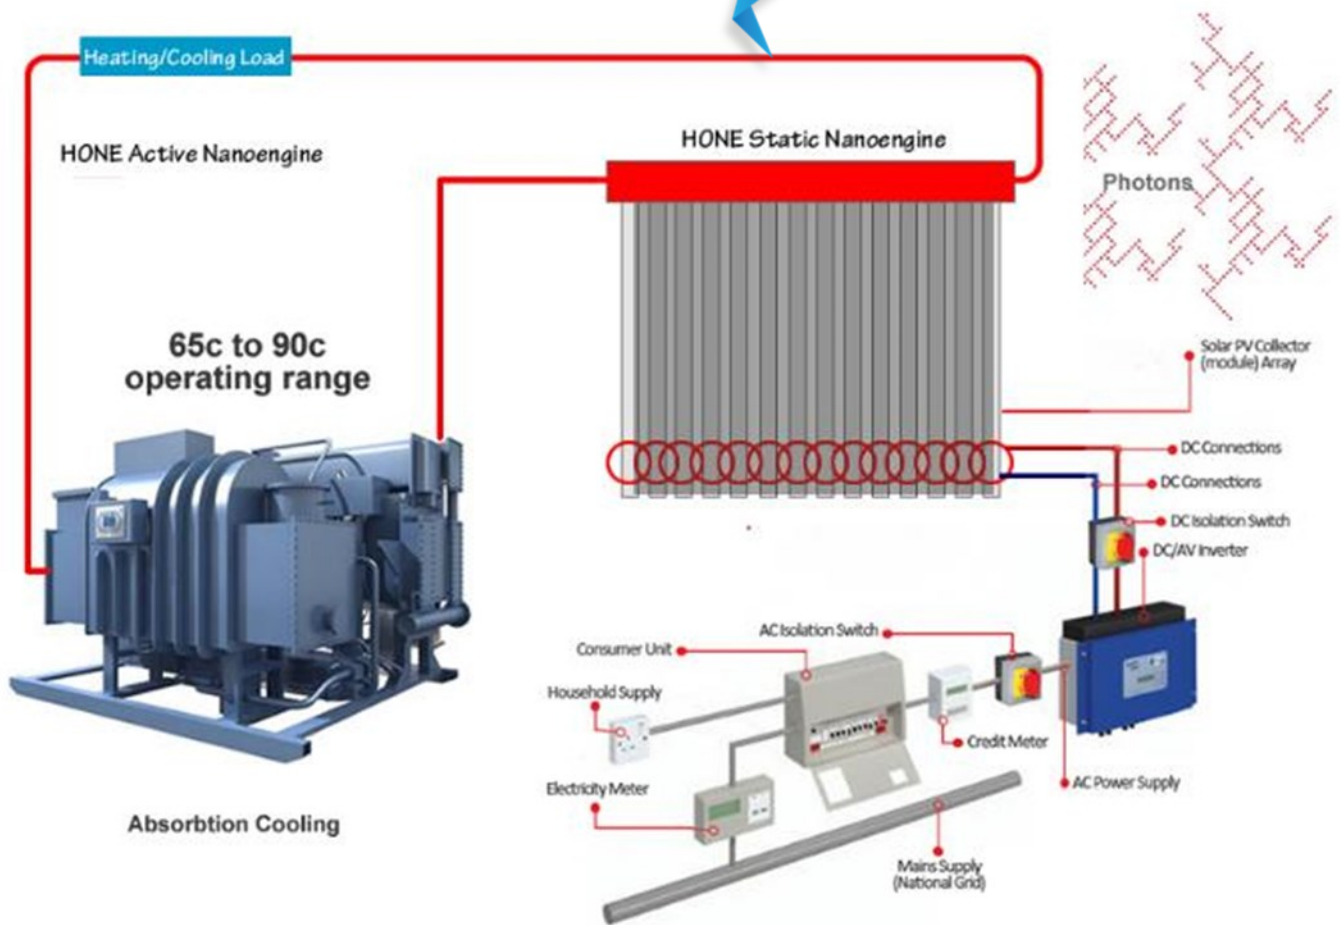 Heating/Cooling Load
HONE Active Nanoengine
HONE Static Nanoengine
Photons
65c to 90c
operating range
Solar PV Collector
(module) Array
DC Connections
DC Connections
DC Isolation Switch
DC/AV Inverter
AC Isolation Switch
Consumer Unit
Household Supply
Credit Meter
Electricity Meter
AC Power Supply
Mains Supply
(National Grid)
Absorbtion Cooling